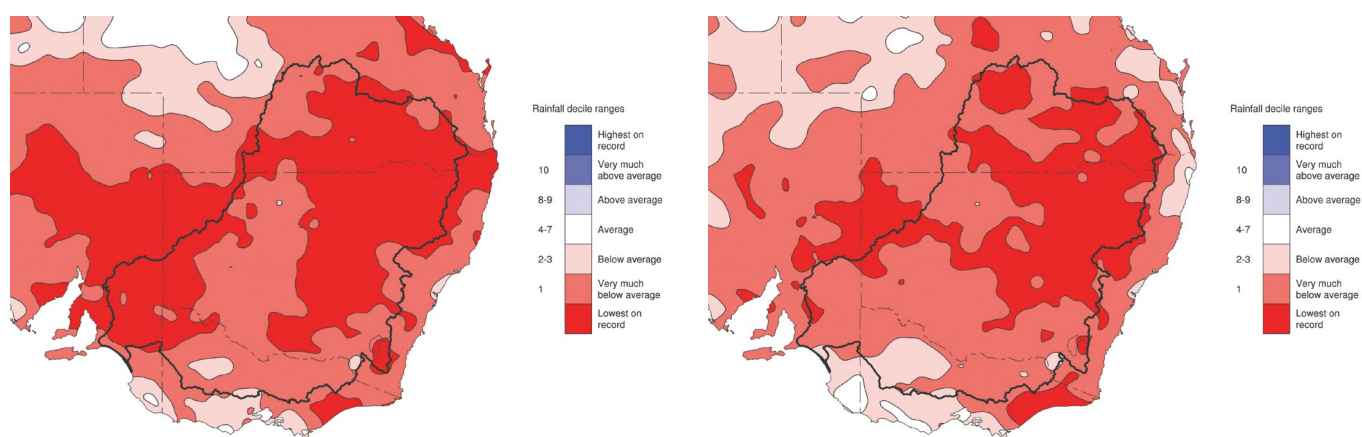 Rainfall decile ranges
Highest on
record
10
Very much
above average
8-9
Above average
4-7
Average
2-3
Below average
1
Very much
below average
Lowest on
record
Rainfall decile ranges
Highest on
record
10
Very much
above average
8-9
Above average
4-7
Average
2-3
Below average
1
Very much
below average
Lowest on
record